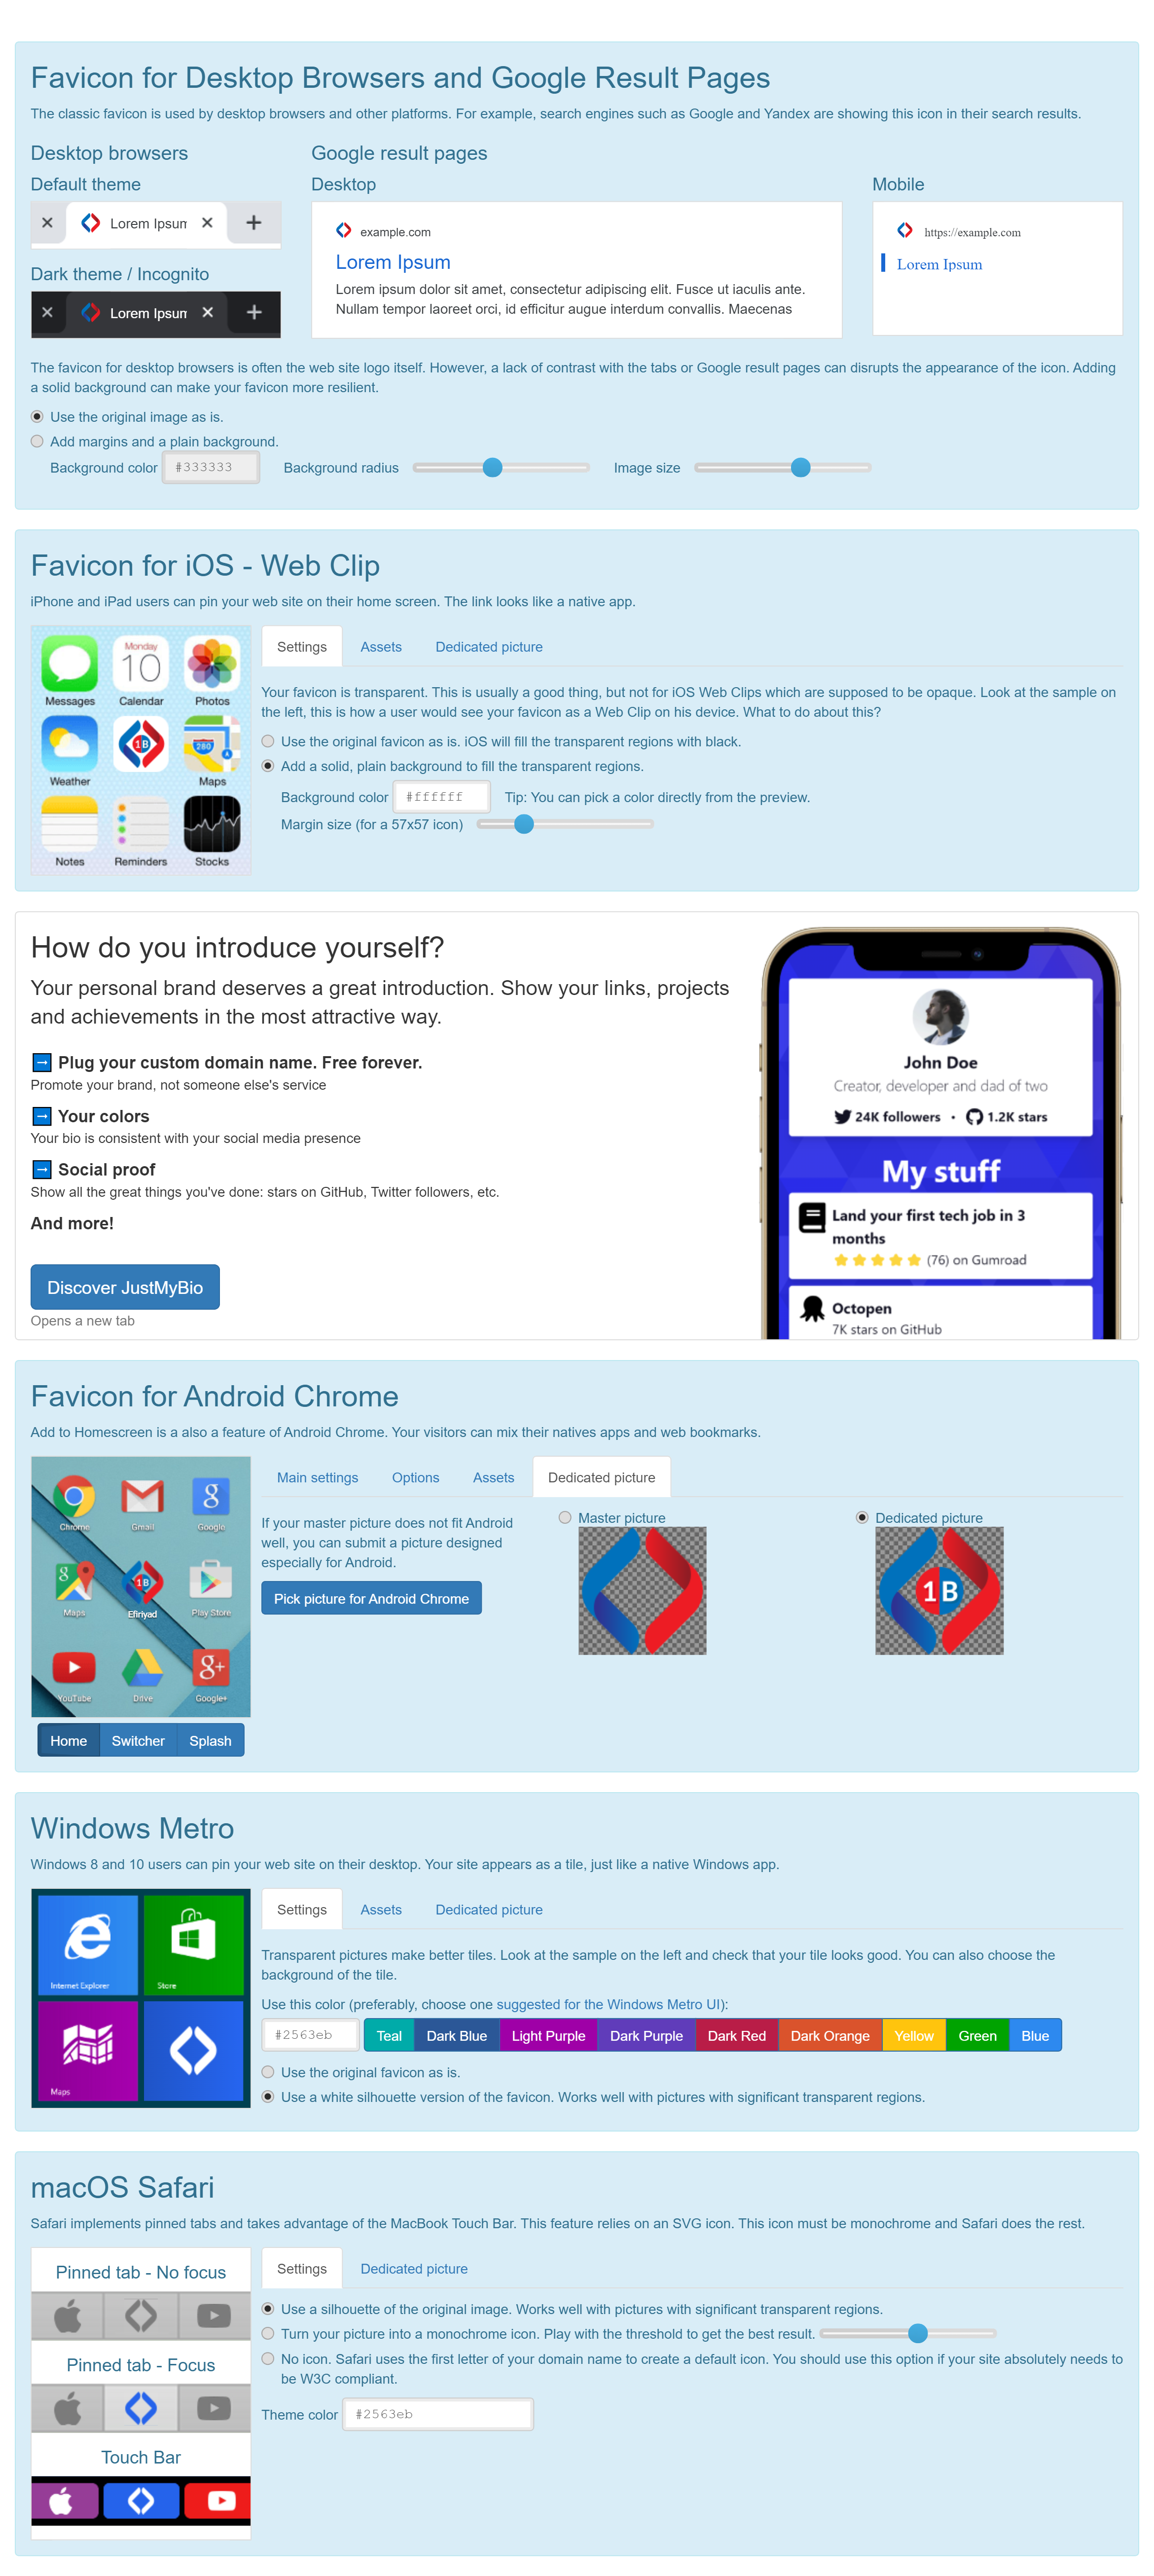 Favicon for Desktop Browsers and Google Result Pages
The classic favicon is used by desktop browsers and other platforms. For example, search engines such as Google and Yandex are showing this icon in their search results.
Desktop browsers
Default theme
Lorem Ipsum
Dark theme / Incognito
Lorem Ipsum
Google result pages
Desktop
example.com
Lorem Ipsum
Lorem ipsum dolor sit amet, consectetur adipiscing elit. Fusce ut iaculis ante.
Nullam tempor laoreet orci, id efficitur augue interdum convallis. Maecenas
Mobile
https://example.com
Lorem Ipsum
The favicon for desktop browsers is often the web site logo itself. However, a lack of contrast with the tabs or Google result pages can disrupts the appearance of the icon. Adding
a solid background can make your favicon more resilient.
Use the original image as is.
Add margins and a plain background.
Background color #333333 Background radius Image size
Favicon for iOS - Web Clip
iPhone and iPad users can pin your web site on their home screen. The link looks like a native app.
Monday
10
Messages Calendar Photos
1B
280
Weather Maps
Notes Reminders Stocks
Settings Assets Dedicated picture
Your favicon is transparent. This is usually a good thing, but not for iOS Web Clips which are supposed to be opaque. Look at the sample on
the left, this is how a user would see your favicon as a Web Clip on his device. What to do about this?
Use the original favicon as is. iOS will fill the transparent regions with black.
Add a solid, plain background to fill the transparent regions.
Background color #ffffff Tip: You can pick a color directly from the preview.
Margin size (for a 57x57 icon)
How do you introduce yourself?
Your personal brand deserves a great introduction. Show your links, projects
and achievements in the most attractive way.
Plug your custom domain name. Free forever.
Promote your brand, not someone else's service
Your colors
Your bio is consistent with your social media presence
Social proof
Show all the great things you've done: stars on GitHub, Twitter followers, etc.
And more!
Discover JustMyBio
Opens a new tab
John Doe
Creator, developer and dad of two
24K followers · 1.2K stars
My stuff
Land your first tech job in 3
months
(76) on Gumroad
Octopen
7K stars on GitHub
Favicon for Android Chrome
Add to Homescreen is a also a feature of Android Chrome. Your visitors can mix their natives apps and web bookmarks.
Chrome Gmail Google
1B
Maps Efiriyad Play Store
YouTube Drive Google+
Home Switcher Splash
Main settings Options Assets Dedicated picture
If your master picture does not fit Android
well, you can submit a picture designed
especially for Android.
Pick picture for Android Chrome
Master picture
Dedicated picture
1B
Windows Metro
Windows 8 and 10 users can pin your web site on their desktop. Your site appears as a tile, just like a native Windows app.
Internet Explorer Store
Maps
Settings Assets Dedicated picture
Transparent pictures make better tiles. Look at the sample on the left and check that your tile looks good. You can also choose the
background of the tile.
Use this color (preferably, choose one suggested for the Windows Metro UI):
#2563eb Teal Dark Blue Light Purple Dark Purple Dark Red Dark Orange Yellow Green Blue
Use the original favicon as is.
Use a white silhouette version of the favicon. Works well with pictures with significant transparent regions.
macOS Safari
Safari implements pinned tabs and takes advantage of the MacBook Touch Bar. This feature relies on an SVG icon. This icon must be monochrome and Safari does the rest.
Pinned tab - No focus
Pinned tab - Focus
Touch Bar
Settings Dedicated picture
Use a silhouette of the original image. Works well with pictures with significant transparent regions.
Turn your picture into a monochrome icon. Play with the threshold to get the best result.
No icon. Safari uses the first letter of your domain name to create a default icon. You should use this option if your site absolutely needs to
be W3C compliant.
Theme color #2563eb